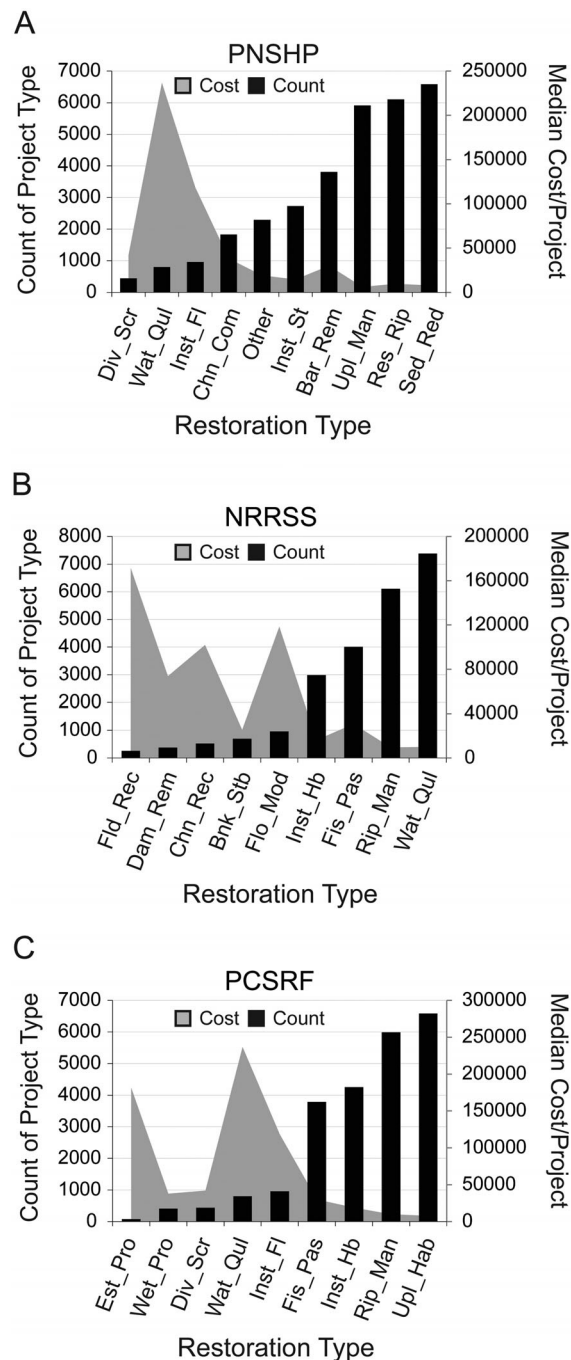 A
PNSHP
Cost Count
Count of Project Type
7000
6000
5000
4000
3000
2000
1000
0
250000
200000
150000
100000
50000
0
Median Cost/Project
Div_Scr
Wat_Qul
Inst_Fl
Chn_Com
Other
Inst_St
Bar_Rem
Upl_Man
Res_Rip
Sed_Red
Restoration Type
B
NRRSS
Cost Count
Count of Project Type
8000
7000
6000
5000
4000
3000
2000
1000
0
200000
160000
120000
80000
40000
0
Median Cost/Project
Fld_Rec
Dam_Rem
Chn_Rec
Bnk_Stb
Flo_Mod
Inst_Hb
Fis_Pas
Rip_Man
Wat_Qul
Restoration Type
C
PCSRF
Cost Count
Count of Project Type
7000
6000
5000
4000
3000
2000
1000
0
300000
250000
200000
150000
100000
50000
0
Median Cost/Project
Est_Pro
Wet_Pro
Div_Scr
Wat_Qul
Inst_Fl
Fis_Pas
Inst_Hb
Rip_Man
Upl_Hab
Restoration Type